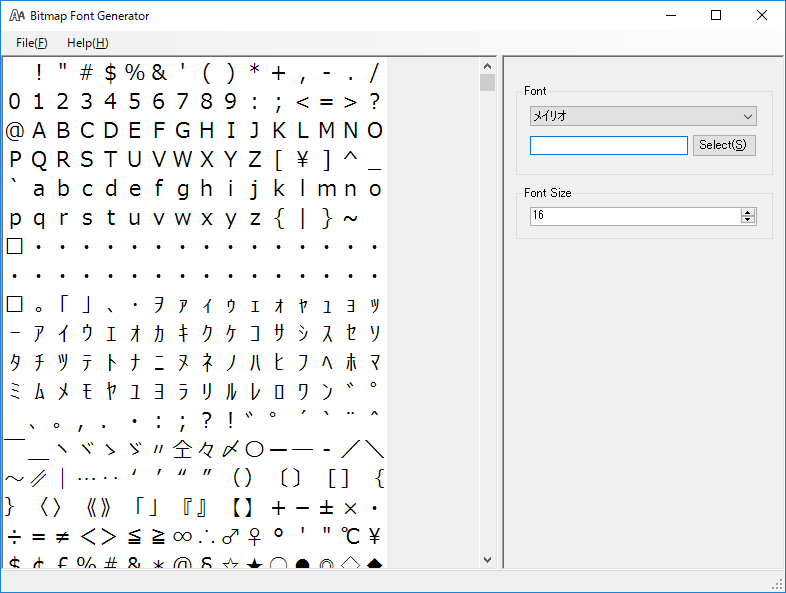 Bitmap Font Generator
File(F) Help(H)
! " # $ % & ' ( ) * + , - . /
0 1 2 3 4 5 6 7 8 9 : ; < = > ?
@ A B C D E F G H I J K L M N O
P Q R S T U V W X Y Z [ ¥ ] ^ _
` a b c d e f g h i j k l m n o
p q r s t u v w x y z { | } ~
□ ・ ・ ・ ・ ・ ・ ・ ・ ・ ・ ・ ・ ・ ・ ・
・ ・ ・ ・ ・ ・ ・ ・ ・ ・ ・ ・ ・ ・ ・ ・
□ 。 「 」 、 ・ ヲ ァ ィ ゥ ェ ォ ャ ュ ョ ッ
ー ア イ ウ エ オ カ キ ク ケ コ サ シ ス セ ソ
タ チ ツ テ ト ナ ニ ヌ ネ ノ ハ ヒ フ ヘ ホ マ
ミ ム メ モ ヤ ユ ヨ ラ リ ル レ ロ ワ ン ゛ ゜
、 。 , . ・ : ; ? ! ゛ ゜ ´ ` ¨ ^
￣ ＿ ヽ ヾ ゝ ゞ 〃 仝 々 〆 〇 ー ― ‐ ／ ＼
～ ∥ ｜ … ‥ ‘ ’ “ ” （ ） 〔 〕 ［ ］ ｛
｝ 〈 〉 《 》 「 」 『 』 【 】 ＋ － ± × ・
÷ ＝ ≠ ＜ ＞ ≦ ≧ ∞ ∴ ♂ ♀ ° ′ ″ ℃ ￥
＄ ￠ ￡ ％ ＃ ＆ ＊ ＠ § ☆ ★ ○ ● ◎ ◇ ◆
Font
メイリオ
Select(S)
Font Size
16